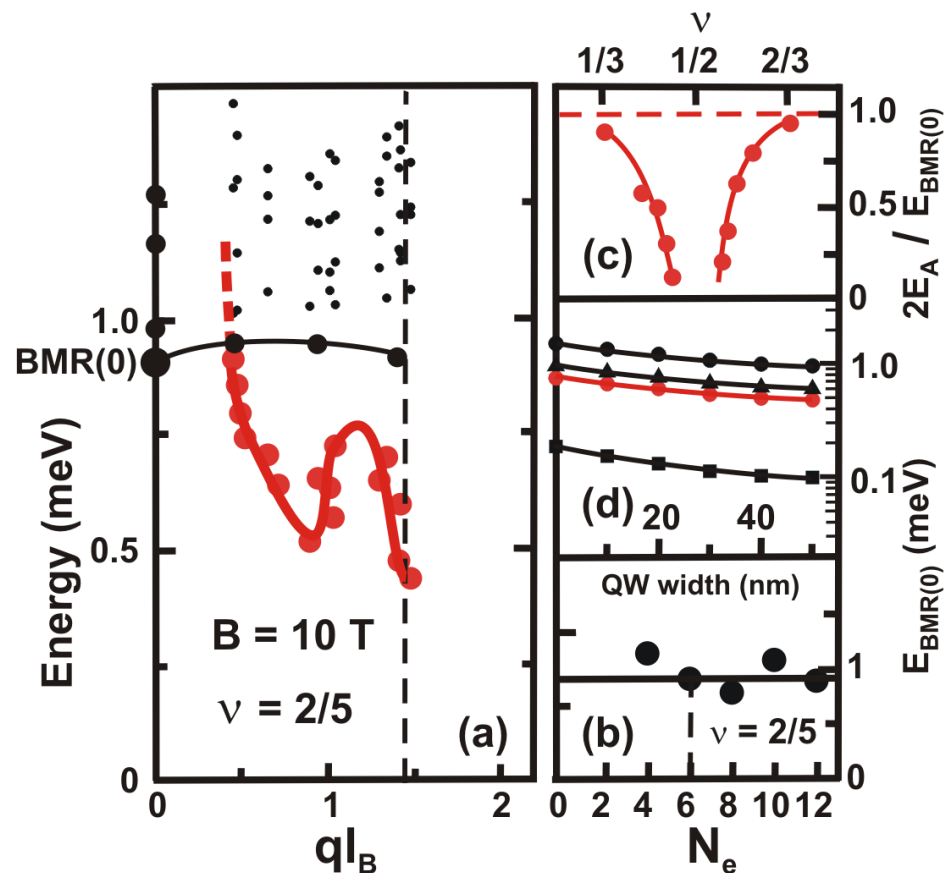 ν
1/3 1/2 2/3
1.0
0.5
0
2E_A / E_BMR(0)
(c)
1.0
BMR(0)
0.5
0
Energy (meV)
B = 10 T
ν = 2/5
(a)
0 1 2
ql_B
1.0
0.1
(d)
20 40
QW width (nm)
E_BMR(0) (meV)
1
0
ν = 2/5
(b)
0 2 4 6 8 10 12
N_e